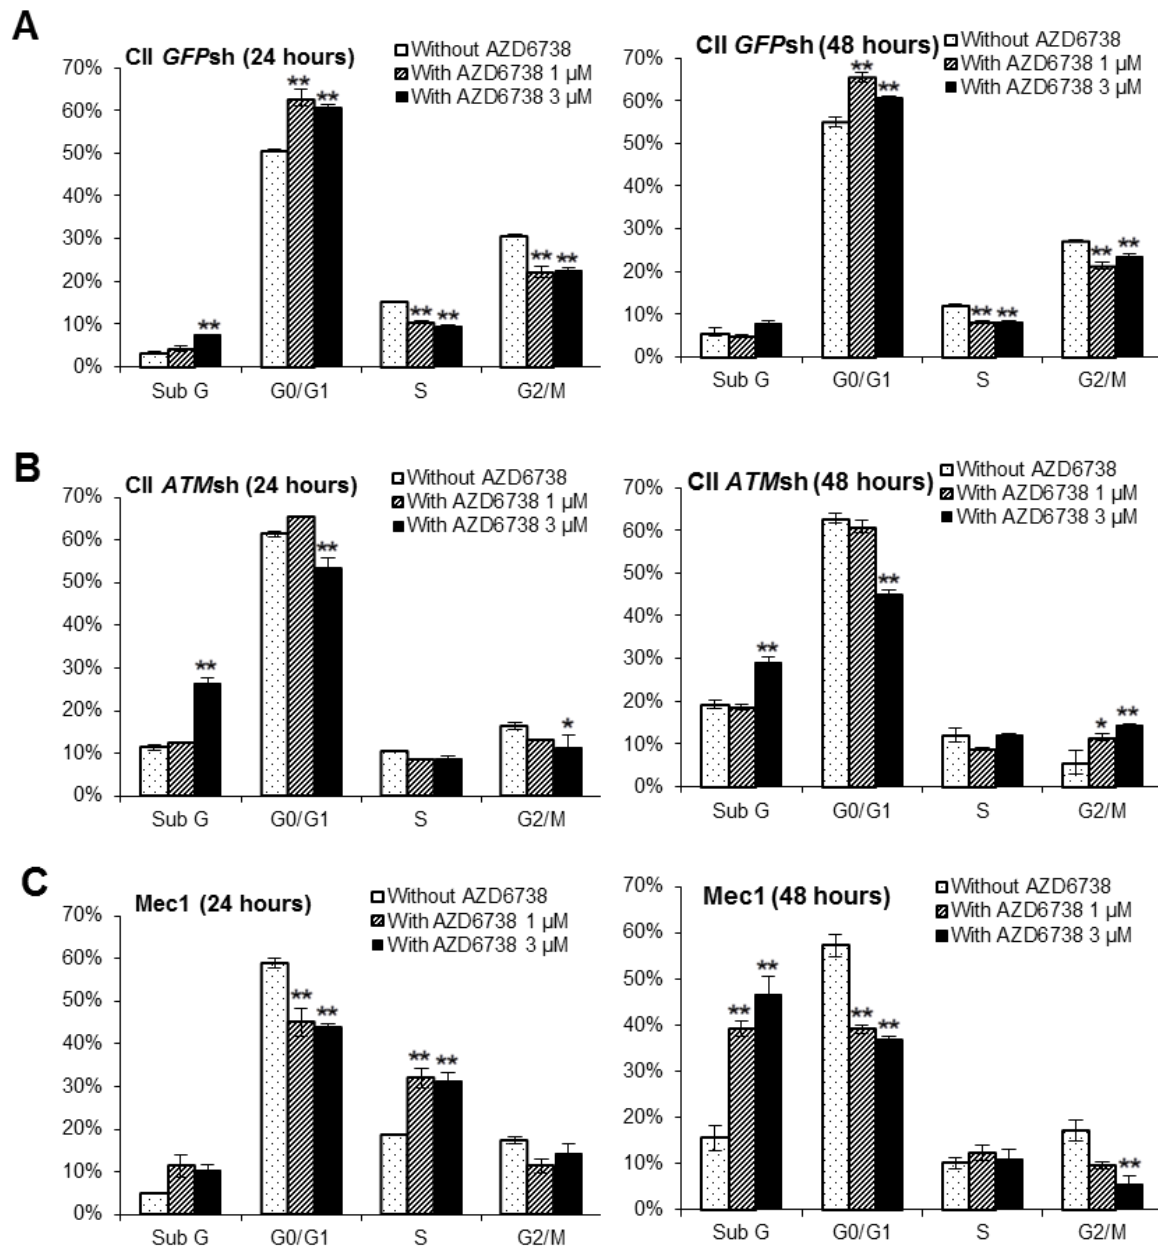 A
CII GFPsh (24 hours)
Without AZD6738
With AZD6738 1 µM
With AZD6738 3 µM
70%
60%
50%
40%
30%
20%
10%
0%
** **
** **
** **
**
Sub G G0/G1 S G2/M
CII GFPsh (48 hours)
Without AZD6738
With AZD6738 1 µM
With AZD6738 3 µM
70%
60%
50%
40%
30%
20%
10%
0%
** **
** **
** **
Sub G G0/G1 S G2/M
B
CII ATMsh (24 hours)
Without AZD6738
With AZD6738 1 µM
With AZD6738 3 µM
70%
60%
50%
40%
30%
20%
10%
0%
**
**
*
Sub G G0/G1 S G2/M
CII ATMsh (48 hours)
Without AZD6738
With AZD6738 1 µM
With AZD6738 3 µM
70%
60%
50%
40%
30%
20%
10%
0%
**
**
* **
Sub G G0/G1 S G2/M
C
Mec1 (24 hours)
Without AZD6738
With AZD6738 1 µM
With AZD6738 3 µM
70%
60%
50%
40%
30%
20%
10%
0%
** **
** **
Sub G G0/G1 S G2/M
Mec1 (48 hours)
Without AZD6738
With AZD6738 1 µM
With AZD6738 3 µM
70%
60%
50%
40%
30%
20%
10%
0%
** **
** **
**
Sub G G0/G1 S G2/M